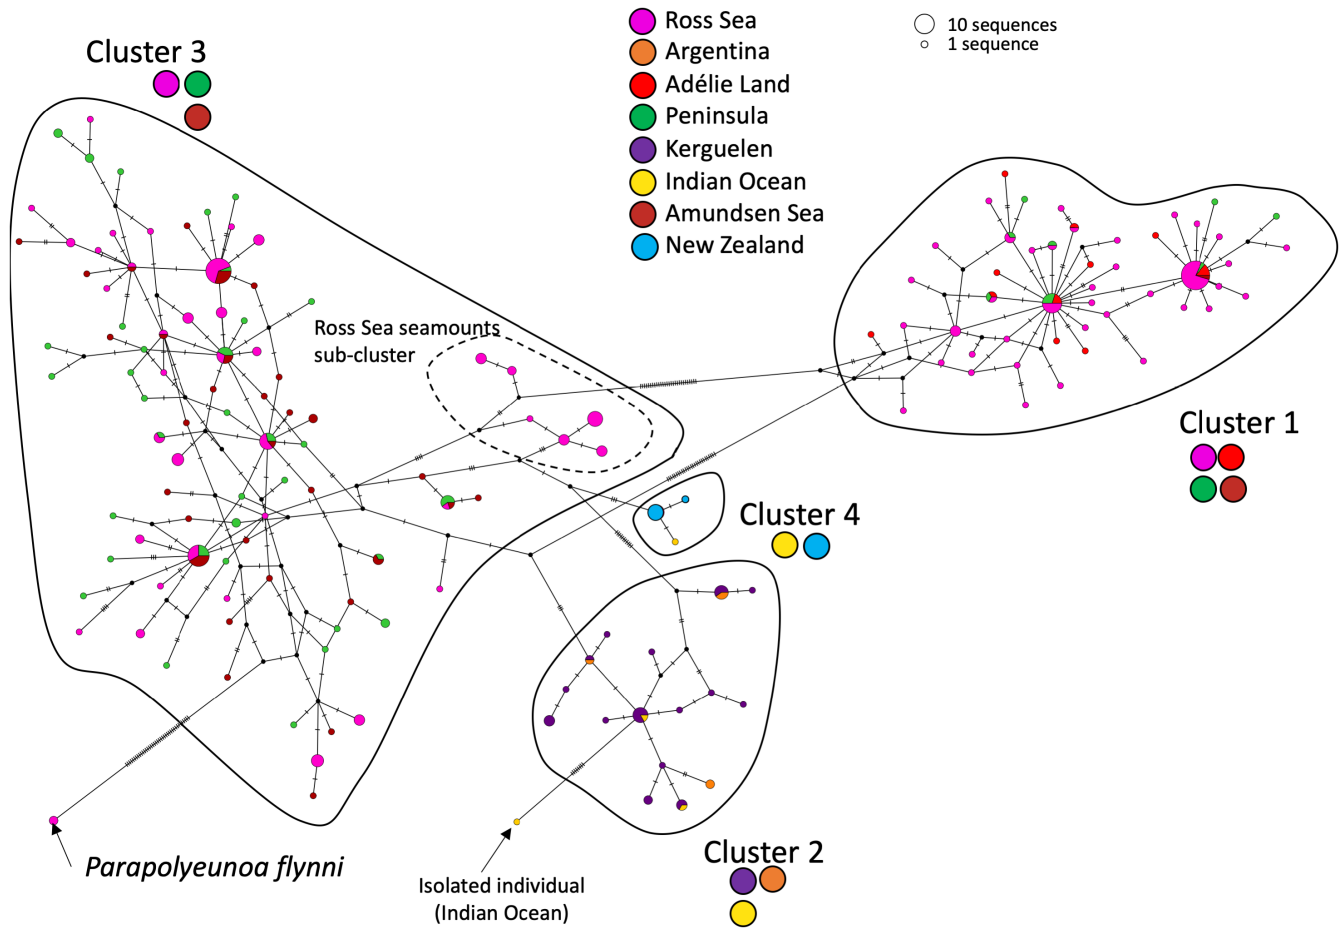 Cluster 3
Ross Sea
Argentina
Adélie Land
Peninsula
Kerguelen
Indian Ocean
Amundsen Sea
New Zealand
10 sequences
1 sequence
Ross Sea seamounts
sub-cluster
Cluster 1
Cluster 4
Cluster 2
Parapolyeunoa flynni
Isolated individual
(Indian Ocean)